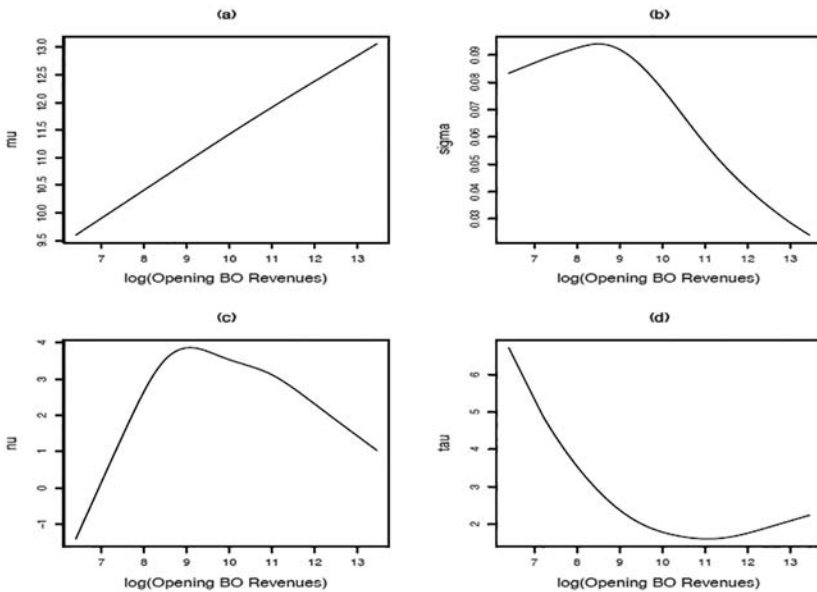 (a)
mu
13.0
12.5
12.0
11.5
11.0
10.5
10.0
9.5
7 8 9 10 11 12 13
log(Opening BO Revenues)
(b)
sigma
0.09
0.08
0.07
0.06
0.05
0.04
0.03
7 8 9 10 11 12 13
log(Opening BO Revenues)
(c)
nu
4
3
2
1
0
-1
7 8 9 10 11 12 13
log(Opening BO Revenues)
(d)
tau
6
5
4
3
2
7 8 9 10 11 12 13
log(Opening BO Revenues)